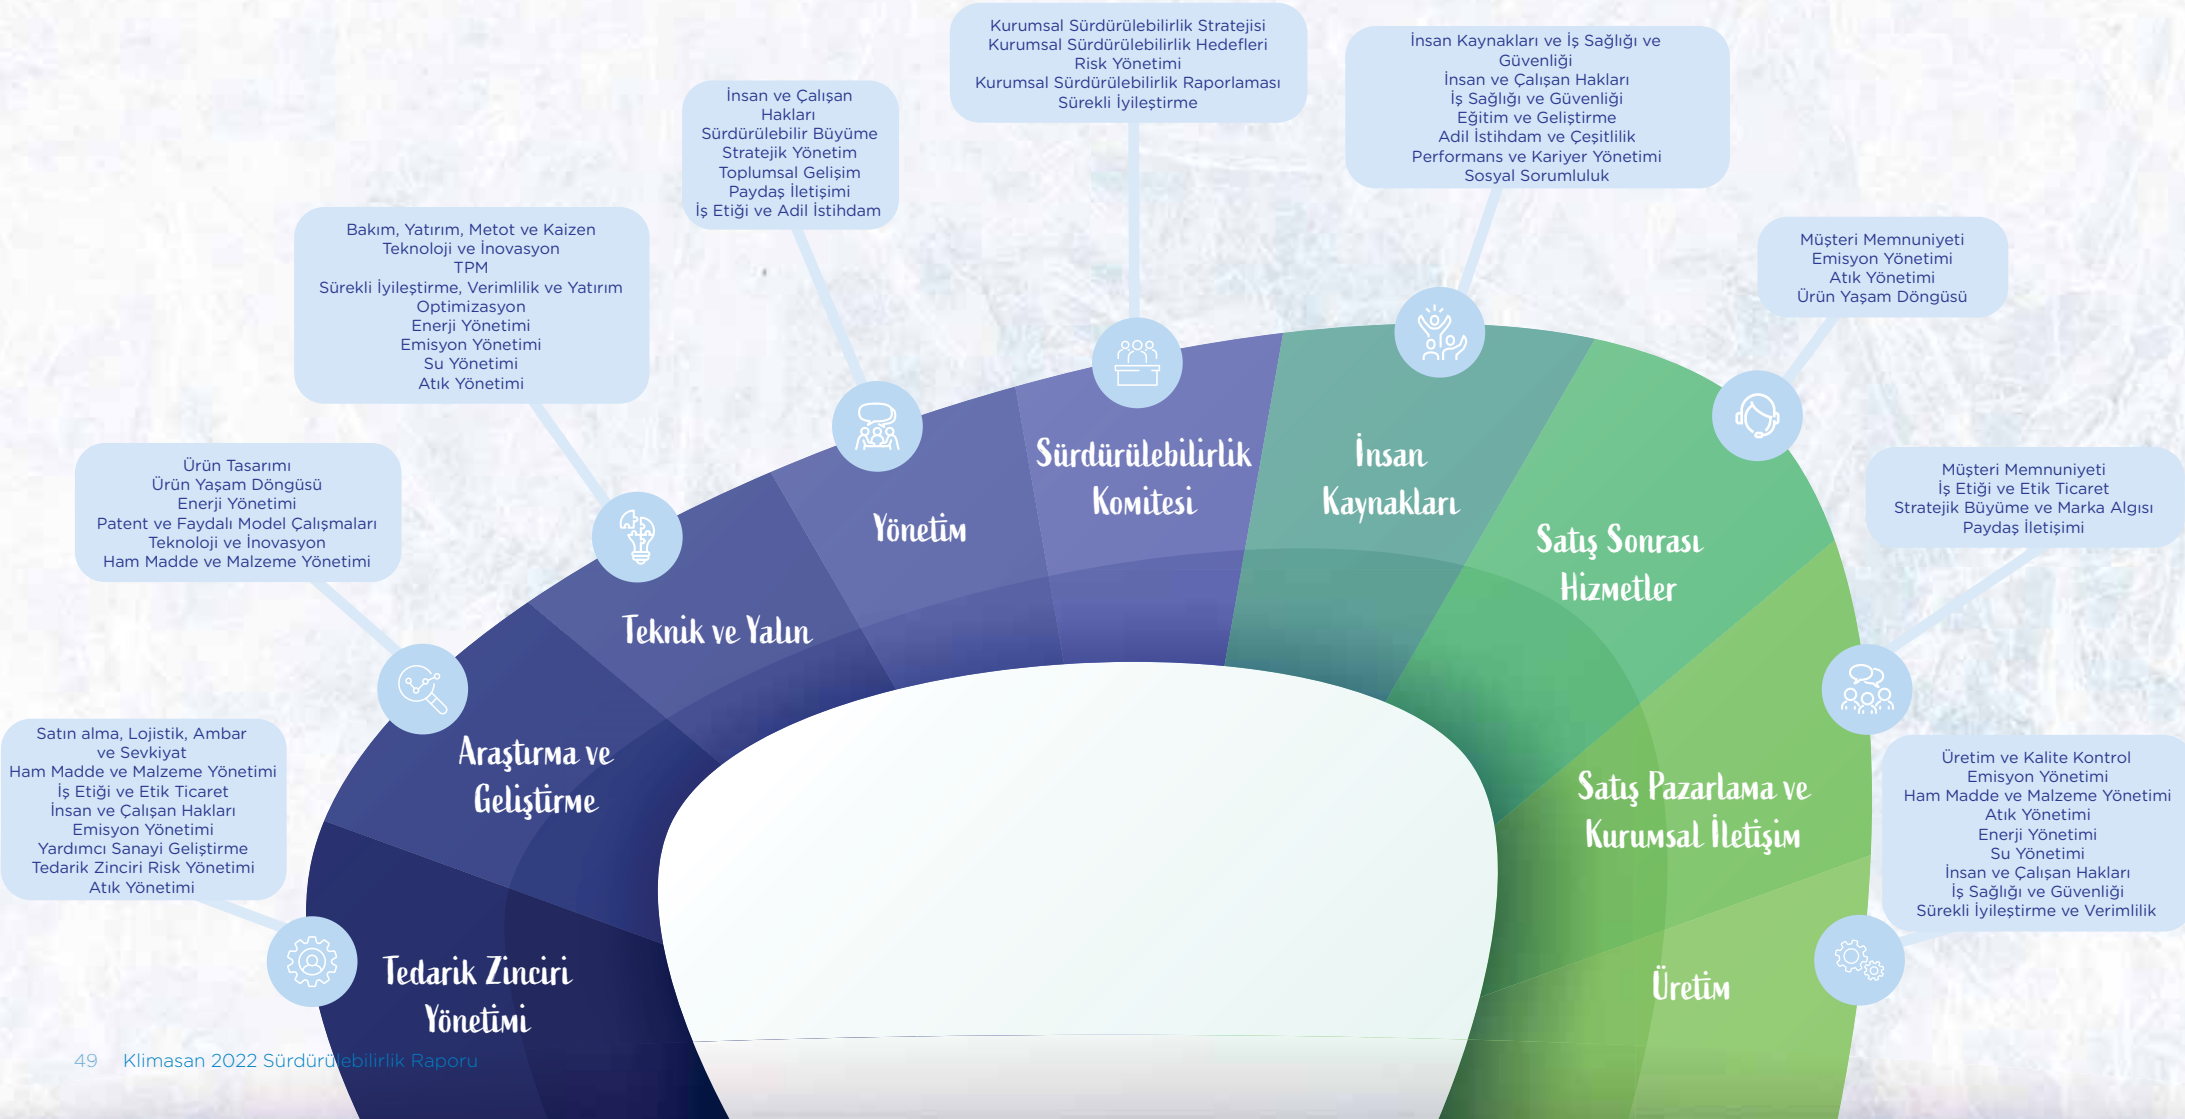 Kurumsal Sürdürülebilirlik Stratejisi
Kurumsal Sürdürülebilirlik Hedefleri
Risk Yönetimi
Kurumsal Sürdürülebilirlik Raporlaması
Sürekli İyileştirme
İnsan Kaynakları ve İş Sağlığı ve
Güvenliği
İnsan ve Çalışan Hakları
İş Sağlığı ve Güvenliği
Eğitim ve Geliştirme
Adil İstihdam ve Çeşitlilik
Performans ve Kariyer Yönetimi
Sosyal Sorumluluk
İnsan ve Çalışan
Hakları
Sürdürülebilir Büyüme
Stratejik Yönetim
Toplumsal Gelişim
Paydaş İletişimi
İş Etiği ve Adil İstihdam
Bakım, Yatırım, Metot ve Kaizen
Teknoloji ve İnovasyon
TPM
Sürekli İyileştirme, Verimlilik ve Yatırım
Optimizasyon
Enerji Yönetimi
Emisyon Yönetimi
Su Yönetimi
Atık Yönetimi
Müşteri Memnuniyeti
Emisyon Yönetimi
Atık Yönetimi
Ürün Yaşam Döngüsü
Ürün Tasarımı
Ürün Yaşam Döngüsü
Enerji Yönetimi
Patent ve Faydalı Model Çalışmaları
Teknoloji ve İnovasyon
Ham Madde ve Malzeme Yönetimi
Müşteri Memnuniyeti
İş Etiği ve Etik Ticaret
Stratejik Büyüme ve Marka Algısı
Paydaş İletişimi
Satın alma, Lojistik, Ambar
ve Sevkiyat
Ham Madde ve Malzeme Yönetimi
İş Etiği ve Etik Ticaret
İnsan ve Çalışan Hakları
Emisyon Yönetimi
Yardımcı Sanayi Geliştirme
Tedarik Zinciri Risk Yönetimi
Atık Yönetimi
Üretim ve Kalite Kontrol
Emisyon Yönetimi
Ham Madde ve Malzeme Yönetimi
Atık Yönetimi
Enerji Yönetimi
Su Yönetimi
İnsan ve Çalışan Hakları
İş Sağlığı ve Güvenliği
Sürekli İyileştirme ve Verimlilik
Tedarik Zinciri
Yönetimi
Araştırma ve
Geliştirme
Teknik ve Yalın
Yönetim
Sürdürülebilirlik
Komitesi
İnsan
Kaynakları
Satış Sonrası
Hizmetler
Satış Pazarlama ve
Kurumsal İletişim
Üretim
49 Klimasan 2022 Sürdürülebilirlik Raporu